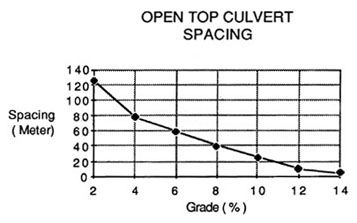 OPEN TOP CULVERT
SPACING
Spacing
(Meter)
140
120
100
80
60
40
20
0
2 4 6 8 10 12 14
Grade (%)